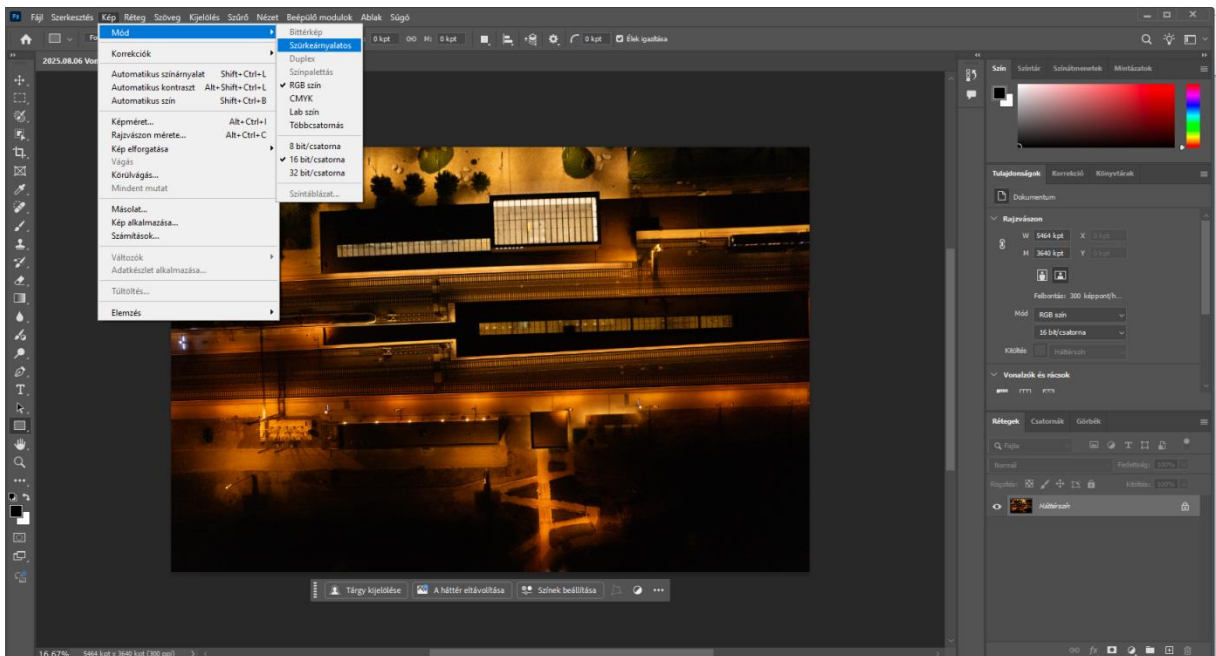 Ps Fájl Szerkesztés Kép Réteg Szöveg Kijelölés Szűrő Nézet Beépülő modulok Ablak Súgó
0 kpt H: 0 kpt 0 kpt Élek igazítása
2025.08.06
Mód
Korrekciók
Automatikus színárnyalat Shift+Ctrl+L
Automatikus kontraszt Alt+Shift+Ctrl+L
Automatikus szín Shift+Ctrl+B
Képméret... Alt+Ctrl+I
Rajzvászon mérete... Alt+Ctrl+C
Kép elforgatása
Vágás
Körülvágás...
Mindent mutat
Másolat...
Kép alkalmazása...
Számítások...
Változók
Adatkészlet alkalmazása...
Túltöltés...
Elemzés
Bittérkép
Szürkeárnyalatos
Duplex
Színpalettás
RGB szín
CMYK
Lab szín
Többcsatornás
8 bit/csatorna
16 bit/csatorna
32 bit/csatorna
Színtáblázat...
Szín Színtár Színátmenetek Mintázatok
Tulajdonságok Korrekció Könyvtárak
Dokumentum
Rajzvászon
W 5464 kpt X 0 kpt
H 3640 kpt Y 0 kpt
Felbontás: 300 képpont/h...
Mód RGB szín
16 bit/csatorna
Kitöltés Háttérszín
Vonalzók és rácsok
Rétegek Csatornák Görbék
Fajta
Normál Fedettség: 100%
Rögzítés: Kitöltés: 100%
Háttérszín
Tárgy kijelölése A háttér eltávolítása Színek beállítása
16,67% 5464 kpt x 3640 kpt (300 ppi)